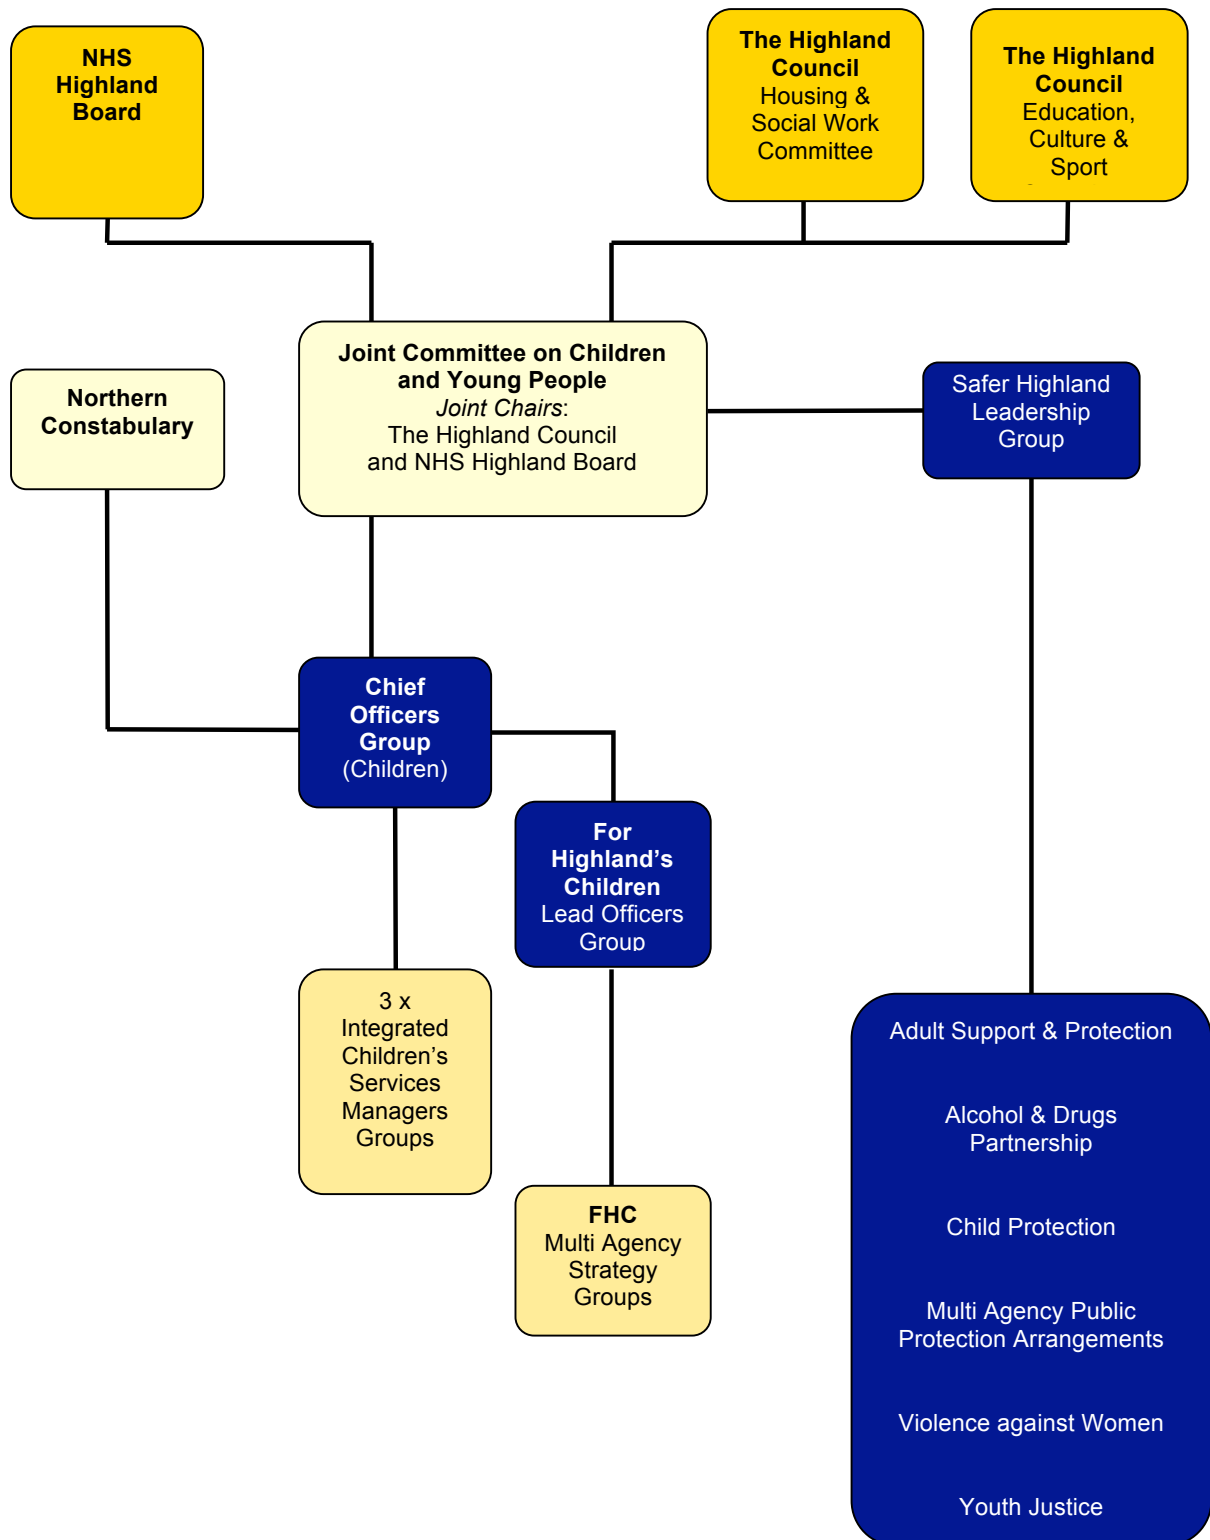 NHS
Highland
Board
The Highland
Council
Housing &
Social Work
Committee
The Highland
Council
Education,
Culture &
Sport
Joint Committee on Children
and Young People
Joint Chairs:
The Highland Council
and NHS Highland Board
Northern
Constabulary
Safer Highland
Leadership
Group
Chief
Officers
Group
(Children)
For
Highland’s
Children
Lead Officers
Group
3 x
Integrated
Children’s
Services
Managers
Groups
FHC
Multi Agency
Strategy
Groups
Adult Support & Protection
Alcohol & Drugs
Partnership
Child Protection
Multi Agency Public
Protection Arrangements
Violence against Women
Youth Justice